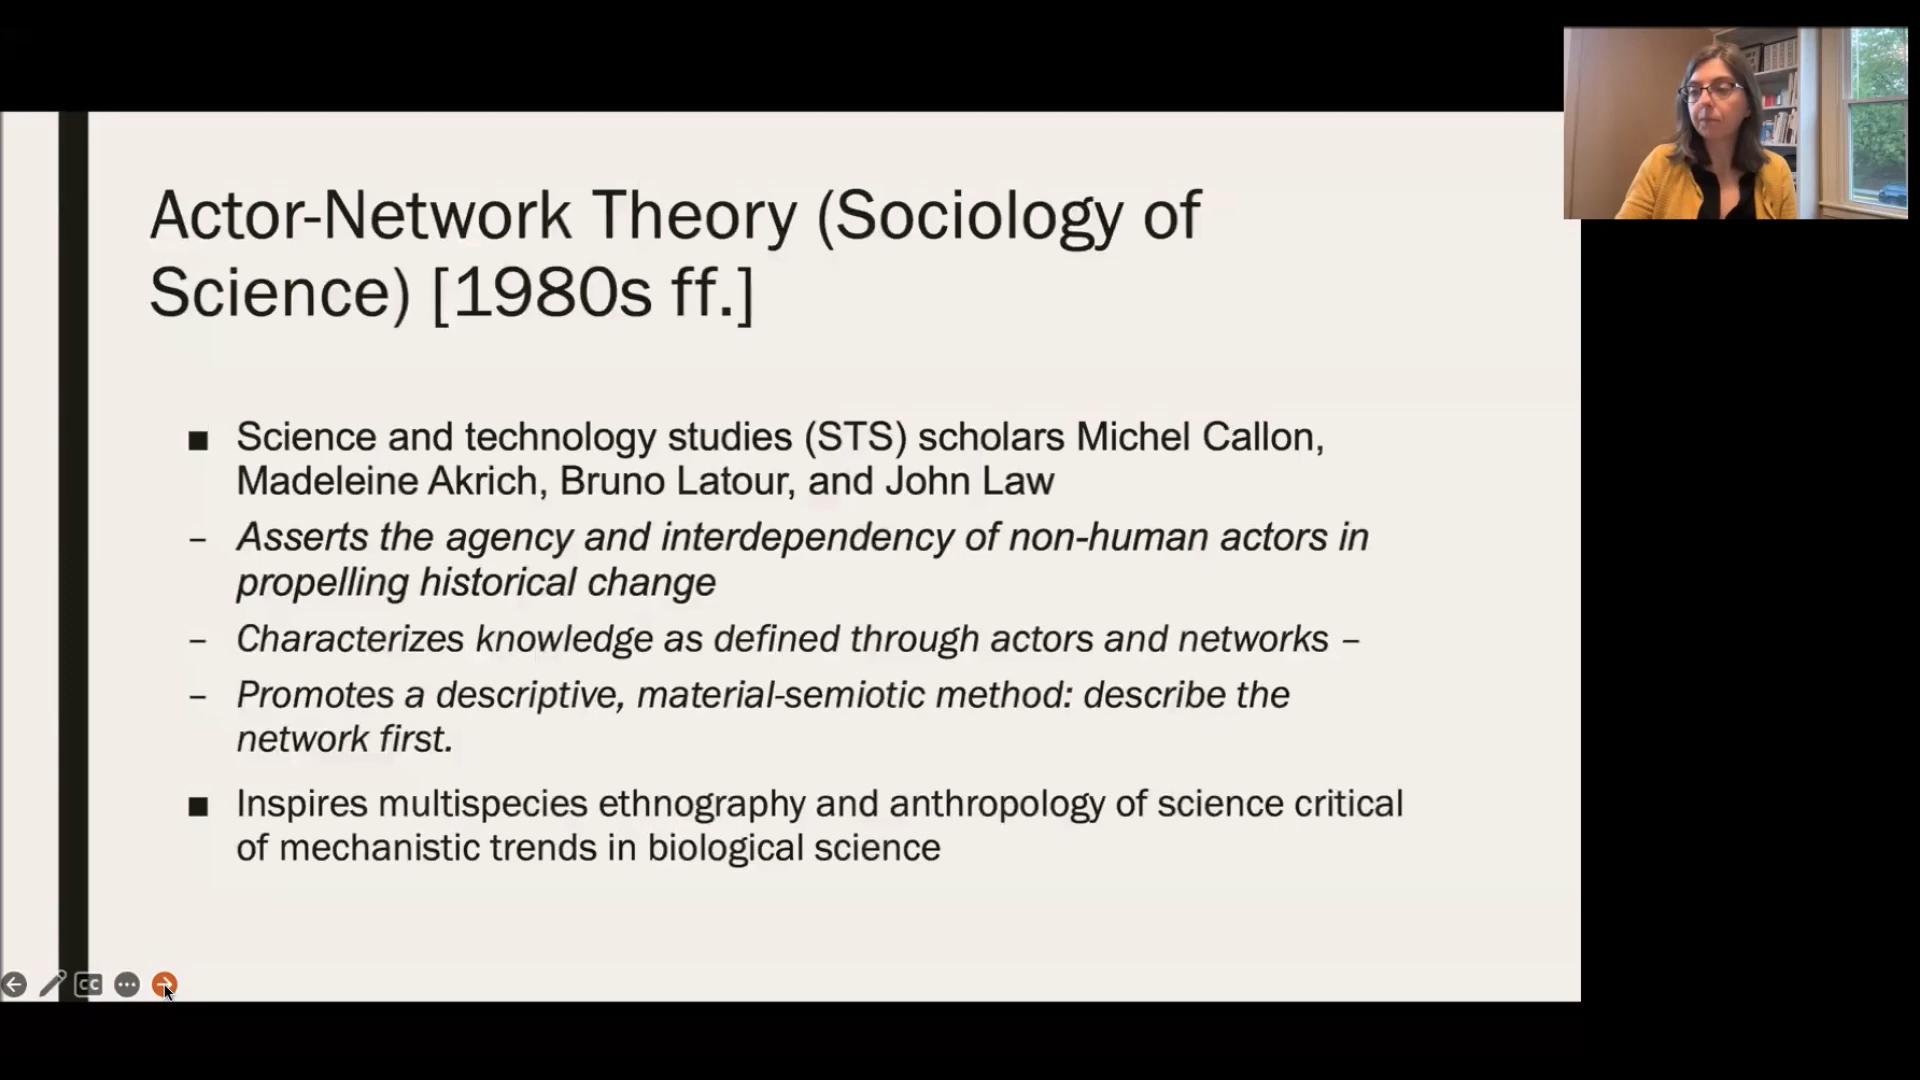 Actor-Network Theory (Sociology of
Science) [1980s ff.]
■ Science and technology studies (STS) scholars Michel Callon,
Madeleine Akrich, Bruno Latour, and John Law
– Asserts the agency and interdependency of non-human actors in
propelling historical change
– Characterizes knowledge as defined through actors and networks –
– Promotes a descriptive, material-semiotic method: describe the
network first.
■ Inspires multispecies ethnography and anthropology of science critical
of mechanistic trends in biological science
CC